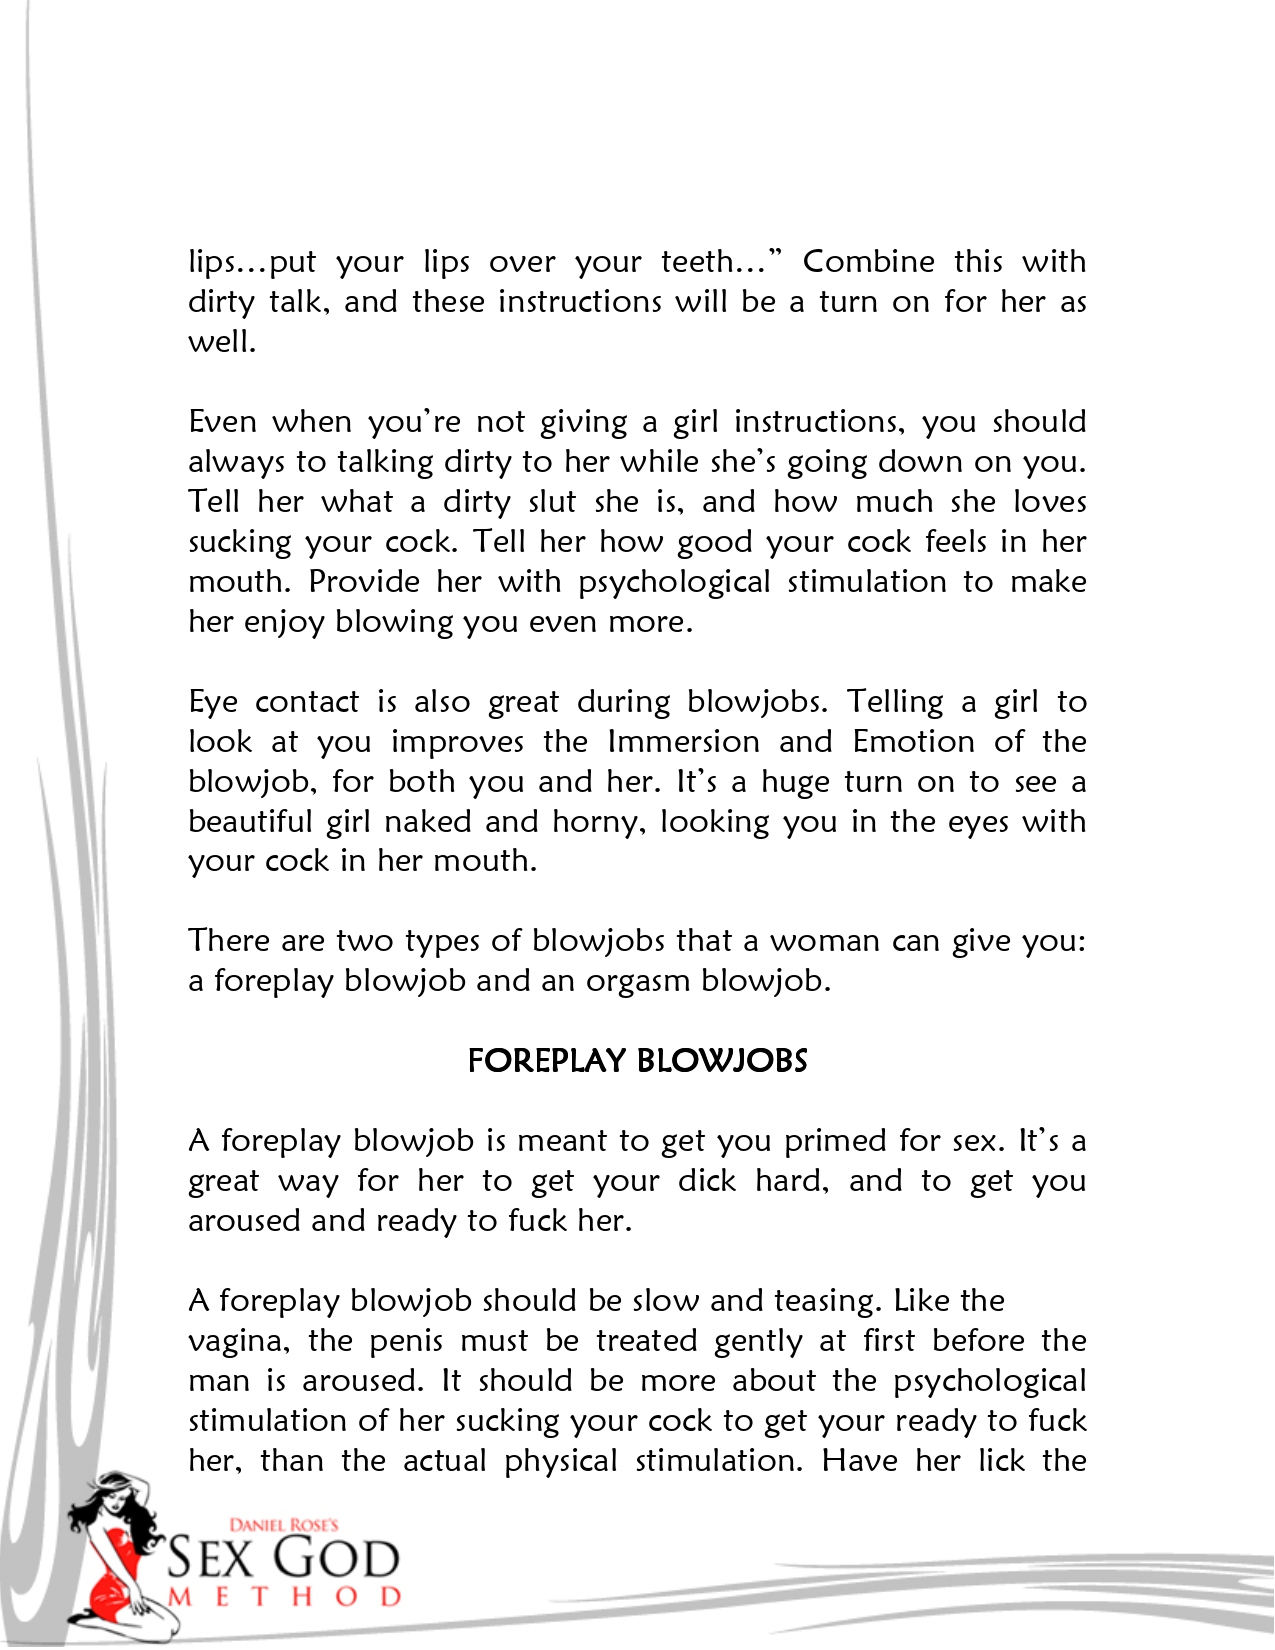 lips…put your lips over your teeth…” Combine this with
dirty talk, and these instructions will be a turn on for her as
well.
Even when you’re not giving a girl instructions, you should
always to talking dirty to her while she’s going down on you.
Tell her what a dirty slut she is, and how much she loves
sucking your cock. Tell her how good your cock feels in her
mouth. Provide her with psychological stimulation to make
her enjoy blowing you even more.
Eye contact is also great during blowjobs. Telling a girl to
look at you improves the Immersion and Emotion of the
blowjob, for both you and her. It’s a huge turn on to see a
beautiful girl naked and horny, looking you in the eyes with
your cock in her mouth.
There are two types of blowjobs that a woman can give you:
a foreplay blowjob and an orgasm blowjob.
FOREPLAY BLOWJOBS
A foreplay blowjob is meant to get you primed for sex. It’s a
great way for her to get your dick hard, and to get you
aroused and ready to fuck her.
A foreplay blowjob should be slow and teasing. Like the
vagina, the penis must be treated gently at first before the
man is aroused. It should be more about the psychological
stimulation of her sucking your cock to get your ready to fuck
her, than the actual physical stimulation. Have her lick the
DANIEL ROSE’S
SEX GOD
METHOD